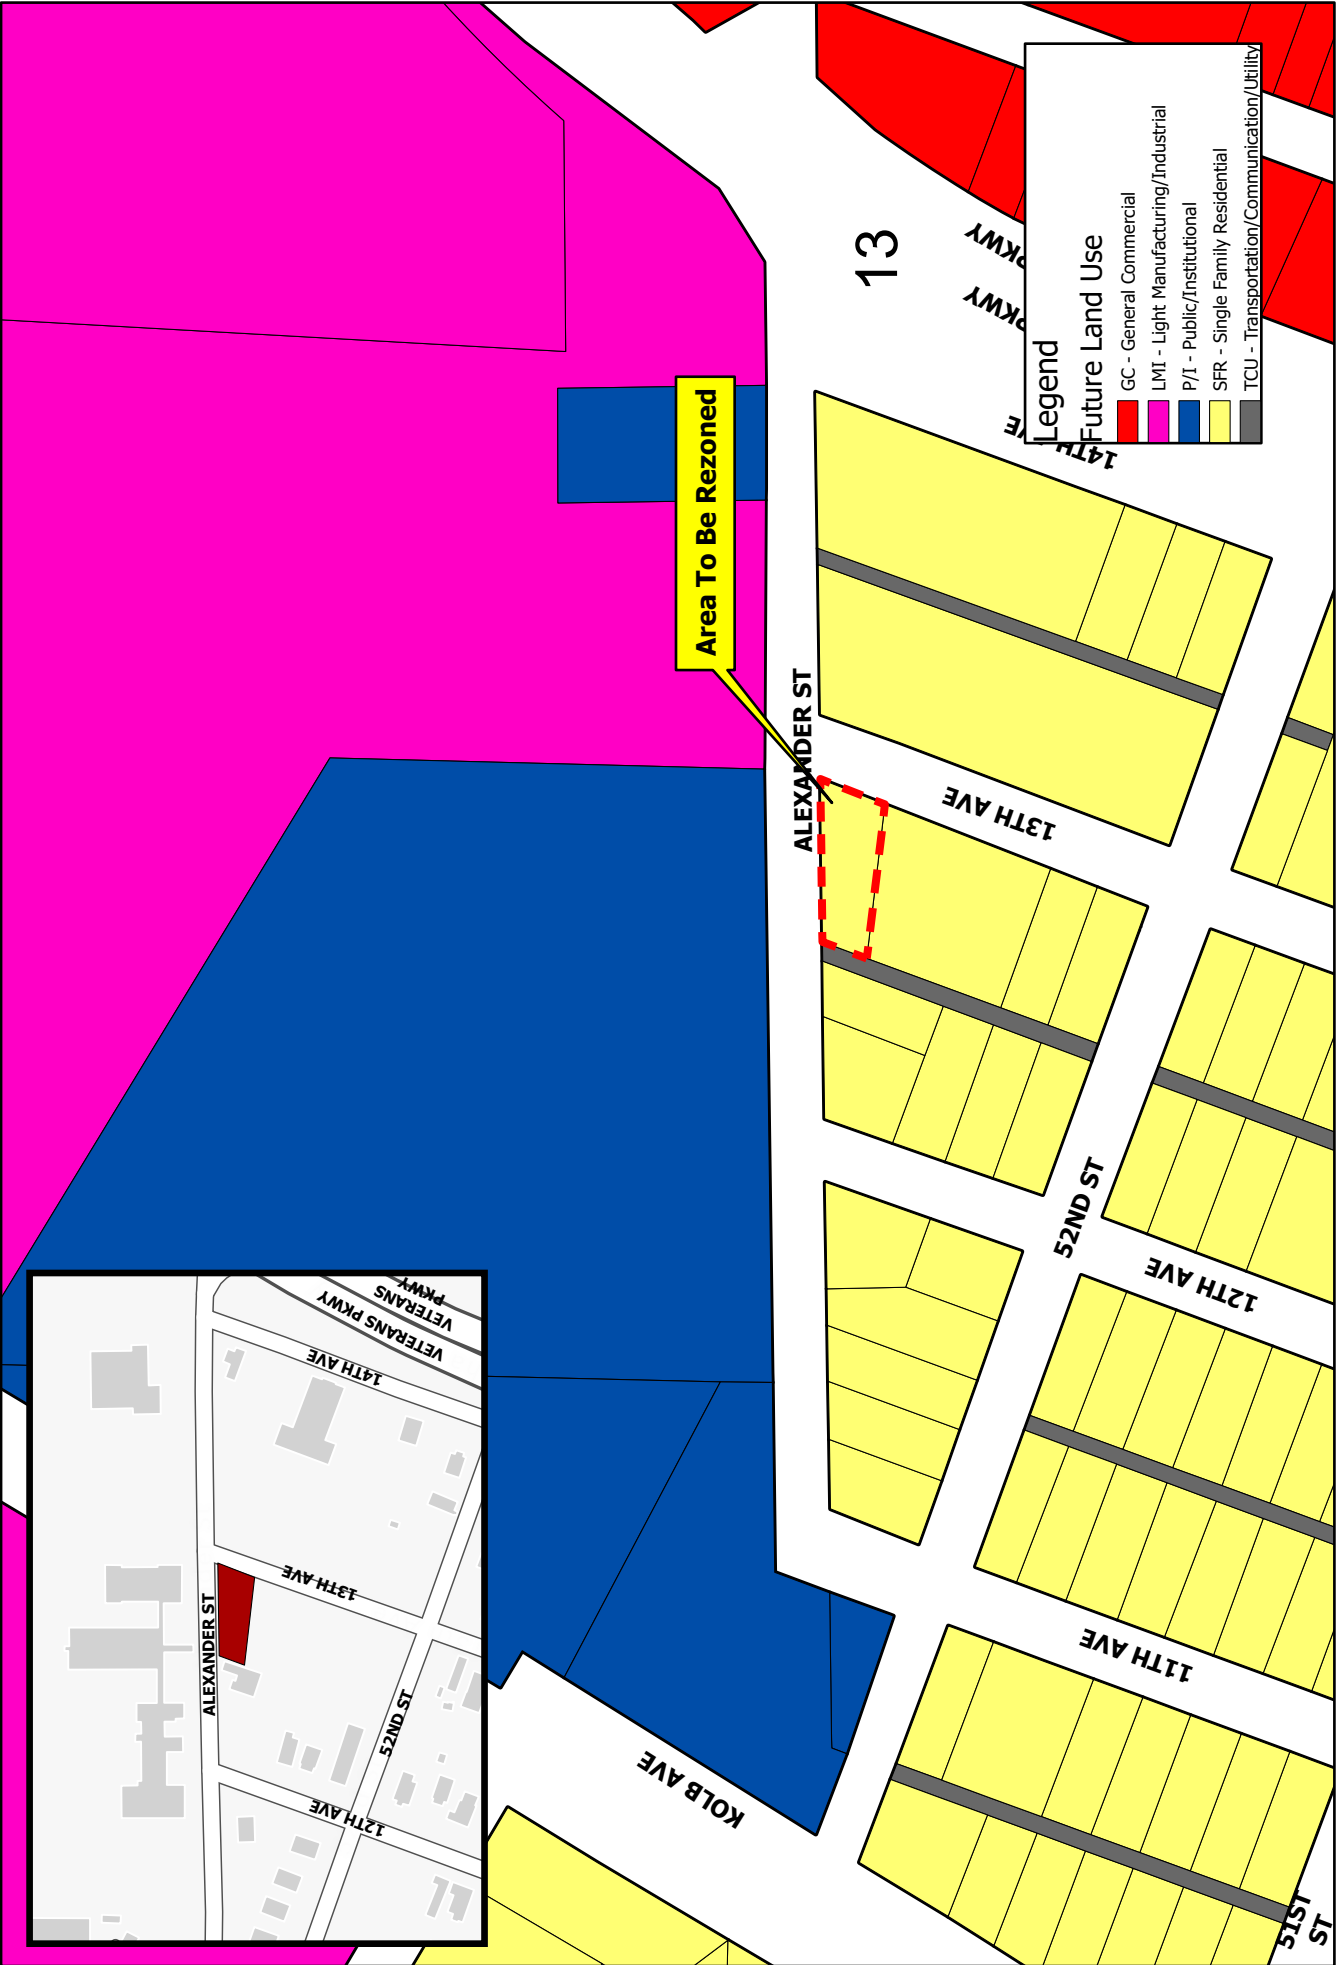 13
PKWY
PKWY
14TH AVE
Legend
Future Land Use
GC - General Commercial
LMI - Light Manufacturing/Industrial
P/I - Public/Institutional
SFR - Single Family Residential
TCU - Transportation/Communication/Utility
Area To Be Rezoned
ALEXANDER ST
13TH AVE
52ND ST
12TH AVE
11TH AVE
KOLB AVE
51ST
ST
VETERANS
PKWY
VETERANS PKWY
14TH AVE
13TH AVE
ALEXANDER ST
52ND ST
12TH AVE